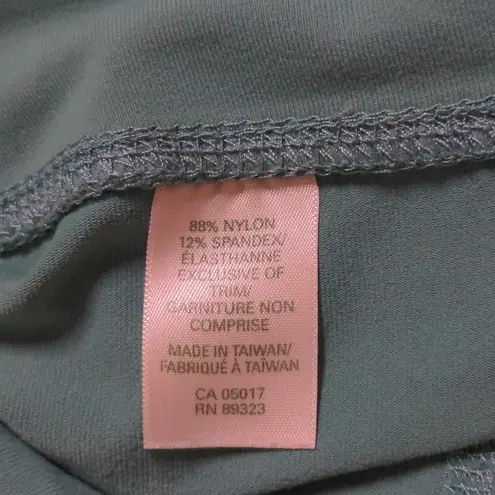 88% NYLON
12% SPANDEX/
ÉLASTHANNE
EXCLUSIVE OF
TRIM/
GARNITURE NON
COMPRISE
MADE IN TAIWAN/
FABRIQUÉ À TAÏWAN
CA 05017
RN 89323